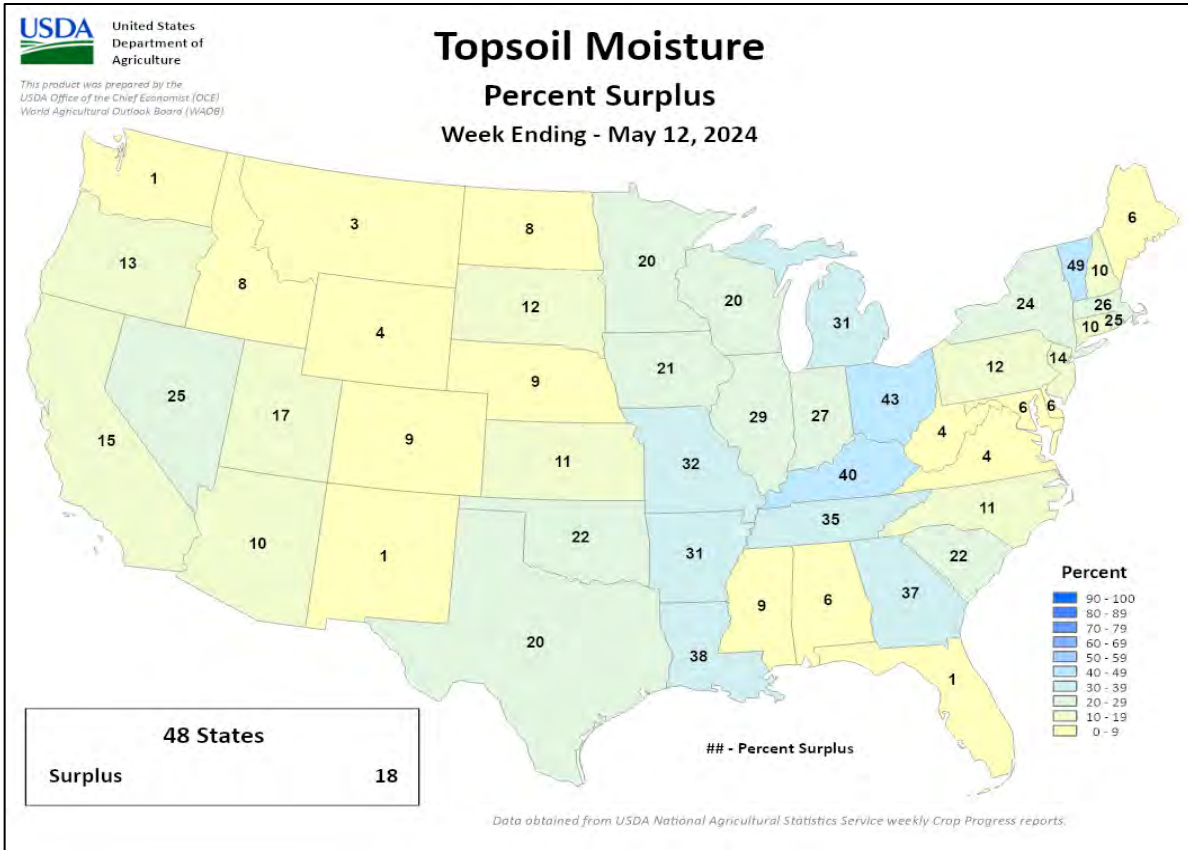 USDA
United States
Department of
Agriculture
This product was prepared by the
USDA Office of the Chief Economist (OCE)
World Agricultural Outlook Board (WAOB)
Topsoil Moisture
Percent Surplus
Week Ending - May 12, 2024
1
3
8
6
13
8
20
49
10
12
20
24
4
31
26
10
25
21
14
9
12
25
17
43
29
27
6
6
15
9
4
4
32
11
40
11
35
10
1
22
31
22
37
9
6
20
38
1
Percent
90 - 100
80 - 89
70 - 79
60 - 69
50 - 59
40 - 49
30 - 39
20 - 29
10 - 19
0 - 9
48 States
Surplus 18
## - Percent Surplus
Data obtained from USDA National Agricultural Statistics Service weekly Crop Progress reports.